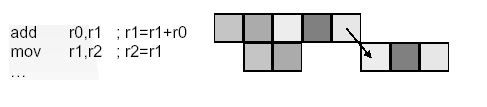 add r0,r1 ; r1=r1+r0
mov r1,r2 ; r2=r1
...